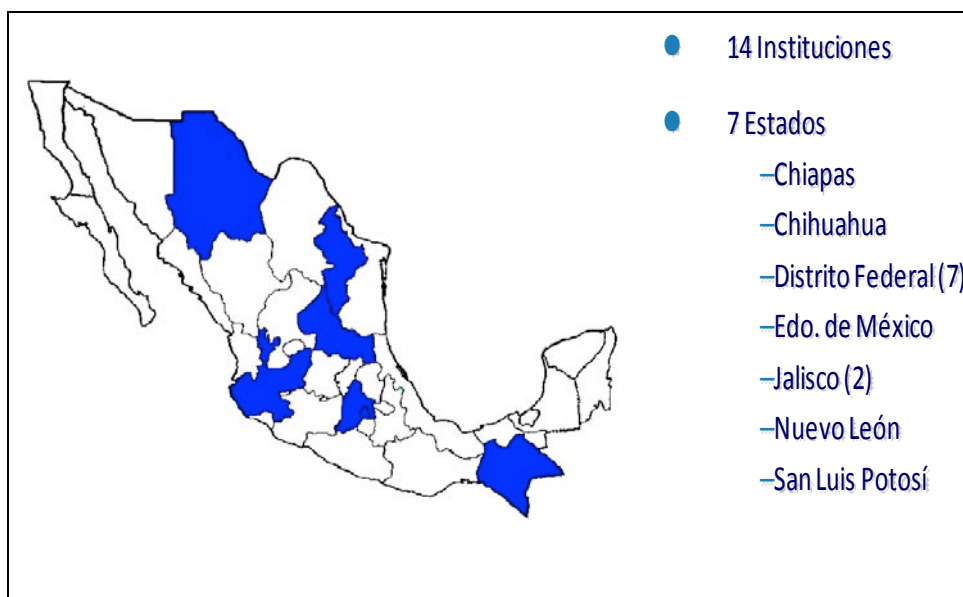 14 Instituciones
7 Estados
–Chiapas
–Chihuahua
–Distrito Federal (7)
–Edo. de México
–Jalisco (2)
–Nuevo León
–San Luis Potosí